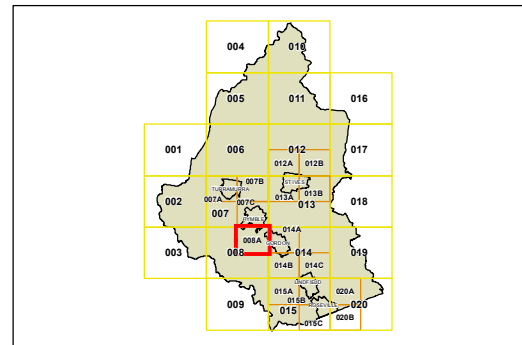 004 010
005 011 016
001 006 012 017
012A 012B
007B ST IVES
TURRAMURRA
002 007A 007C 013A 013B 018
007 013
PYMBLE
014A
008A GORDON
003 008 014 019
014B 014C
LINDFIELD
009 015A 020A
015B ROSEVILLE 020
015 020B
015C